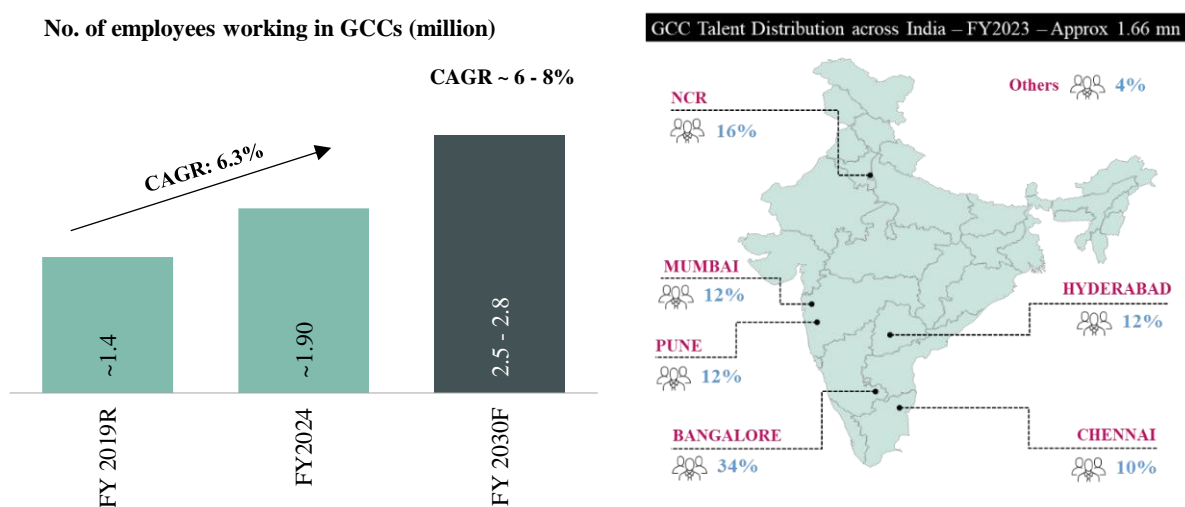 No. of employees working in GCCs (million)
CAGR ~ 6 - 8%
CAGR: 6.3%
~1.4
~1.90
2.5 - 2.8
FY 2019R
FY2024
FY 2030F
GCC Talent Distribution across India – FY2023 – Approx 1.66 mn
Others 4%
NCR
16%
MUMBAI
12%
HYDERABAD
12%
PUNE
12%
BANGALORE
34%
CHENNAI
10%